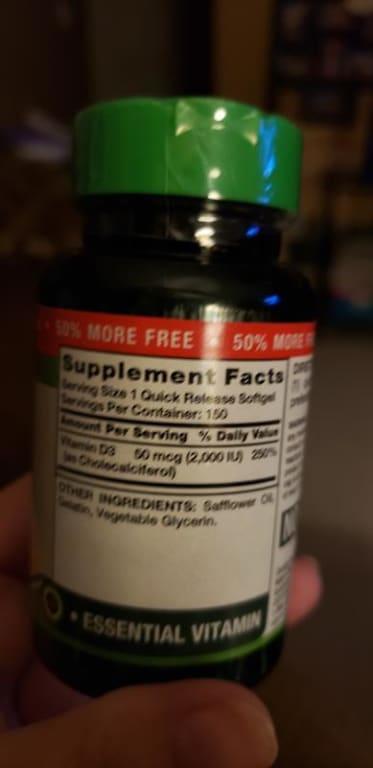 50% MORE FREE 50% MORE
Supplement Facts
Serving Size 1 Quick Release Softgel
Servings Per Container: 150
Amount Per Serving % Daily Value
Vitamin D3 50 mcg (2,000 IU) 250%
(as Cholecalciferol)
OTHER INGREDIENTS: Safflower Oil,
Gelatin, Vegetable Glycerin.
• ESSENTIAL VITAMIN